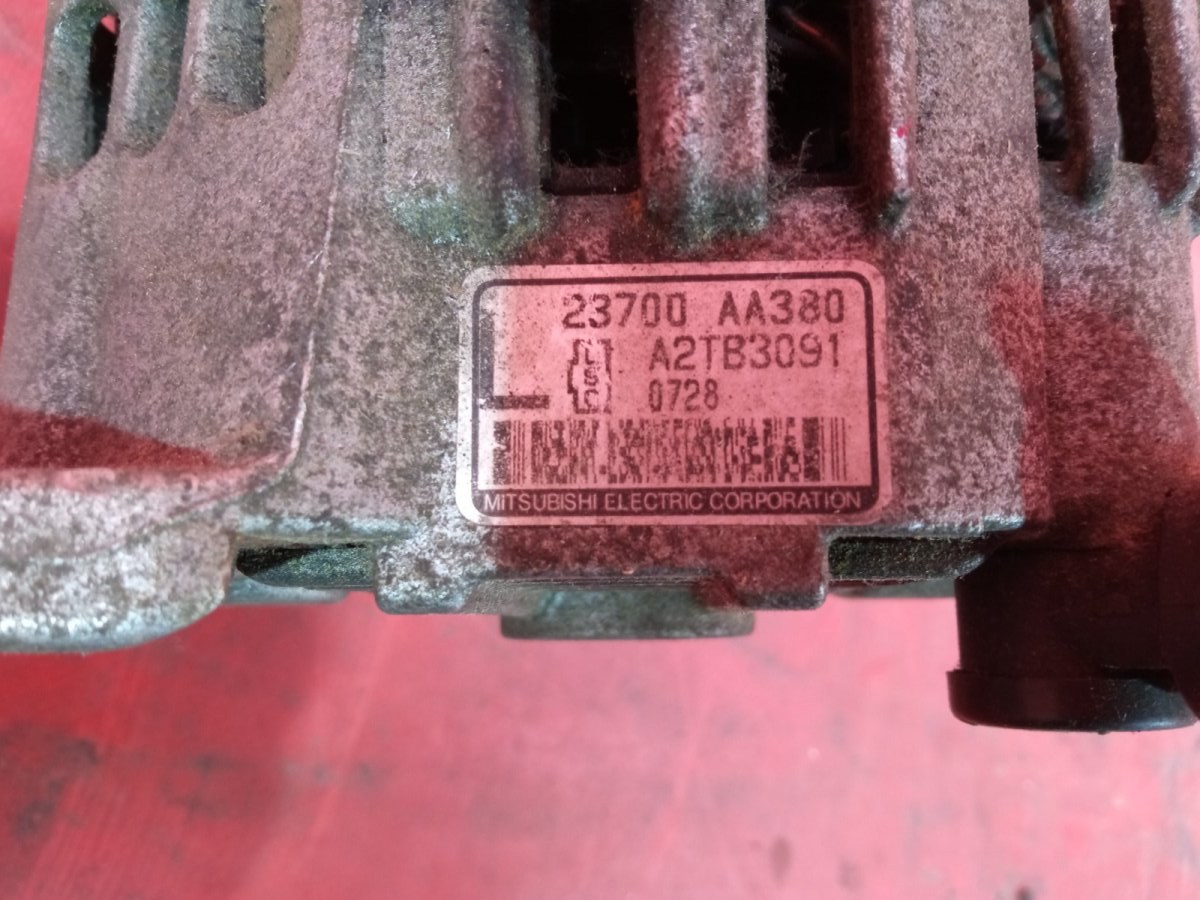 23700 AA380
A2TB3091
0728
MITSUBISHI ELECTRIC CORPORATION